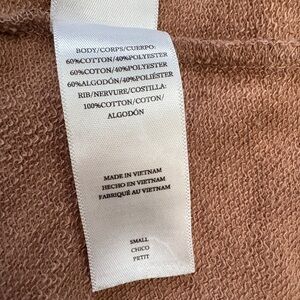 BODY/CORPS/CUERPO:
60%COTTON/40%POLYESTER
60%COTON/40%POLYESTER
60%ALGODÓN/40%POLIÉSTER
RIB/NERVURE/COSTILLA:
100%COTTON/COTON/
ALGODÓN
MADE IN VIETNAM
HECHO EN VIETNAM
FABRIQUÉ AU VIETNAM
SMALL
CHICO
PETIT